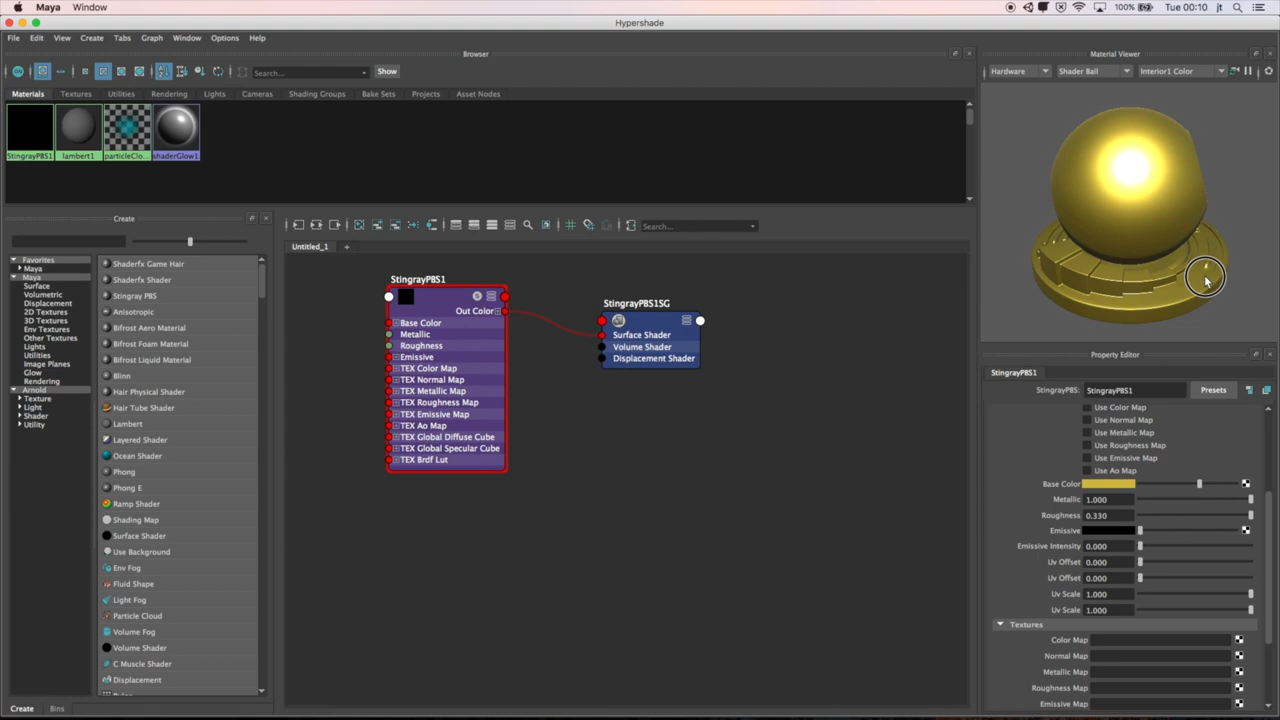 Maya Window 100% Tue 00:10 jt
Hypershade
File Edit View Create Tabs Graph Window Options Help
Browser
Material Viewer
ON Search... Show
Hardware Shader Ball Interior1 Color
Materials Textures Utilities Rendering Lights Cameras Shading Groups Bake Sets Projects Asset Nodes
StingrayPBS1 lambert1 particleClo... shaderGlow1
Create
Search...
Untitled_1 +
Favorites
Maya
Maya
Surface
Volumetric
Displacement
2D Textures
3D Textures
Env Textures
Other Textures
Lights
Utilities
Image Planes
Glow
Rendering
Arnold
Texture
Light
Shader
Utility
Shaderfx Game Hair
Shaderfx Shader
Stingray PBS
Anisotropic
Bifrost Aero Material
Bifrost Foam Material
Bifrost Liquid Material
Blinn
Hair Physical Shader
Hair Tube Shader
Lambert
Layered Shader
Ocean Shader
Phong
Phong E
Ramp Shader
Shading Map
Surface Shader
Use Background
Env Fog
Fluid Shape
Light Fog
Particle Cloud
Volume Fog
Volume Shader
C Muscle Shader
Displacement
Create Bins
StingrayPBS1
Out Color
Base Color
Metallic
Roughness
Emissive
TEX Color Map
TEX Normal Map
TEX Metallic Map
TEX Roughness Map
TEX Emissive Map
TEX Ao Map
TEX Global Diffuse Cube
TEX Global Specular Cube
TEX Brdf Lut
StingrayPBS1SG
Surface Shader
Volume Shader
Displacement Shader
Property Editor
StingrayPBS1
StingrayPBS: StingrayPBS1 Presets
Use Color Map
Use Normal Map
Use Metallic Map
Use Roughness Map
Use Emissive Map
Use Ao Map
Base Color
Metallic 1.000
Roughness 0.330
Emissive
Emissive Intensity 0.000
Uv Offset 0.000
Uv Offset 0.000
Uv Scale 1.000
Uv Scale 1.000
Textures
Color Map
Normal Map
Metallic Map
Roughness Map
Emissive Map